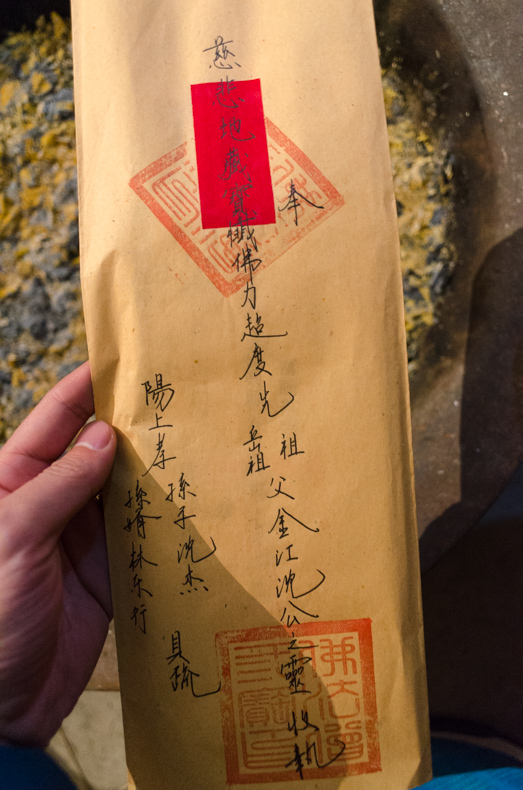 奉
慈悲地藏寶懺佛力超度先
祖
岳祖
父金江沈公之靈收執
陽上孝
孫子沈杰
孫婿林乐行
具疏
佛法僧
三寶印